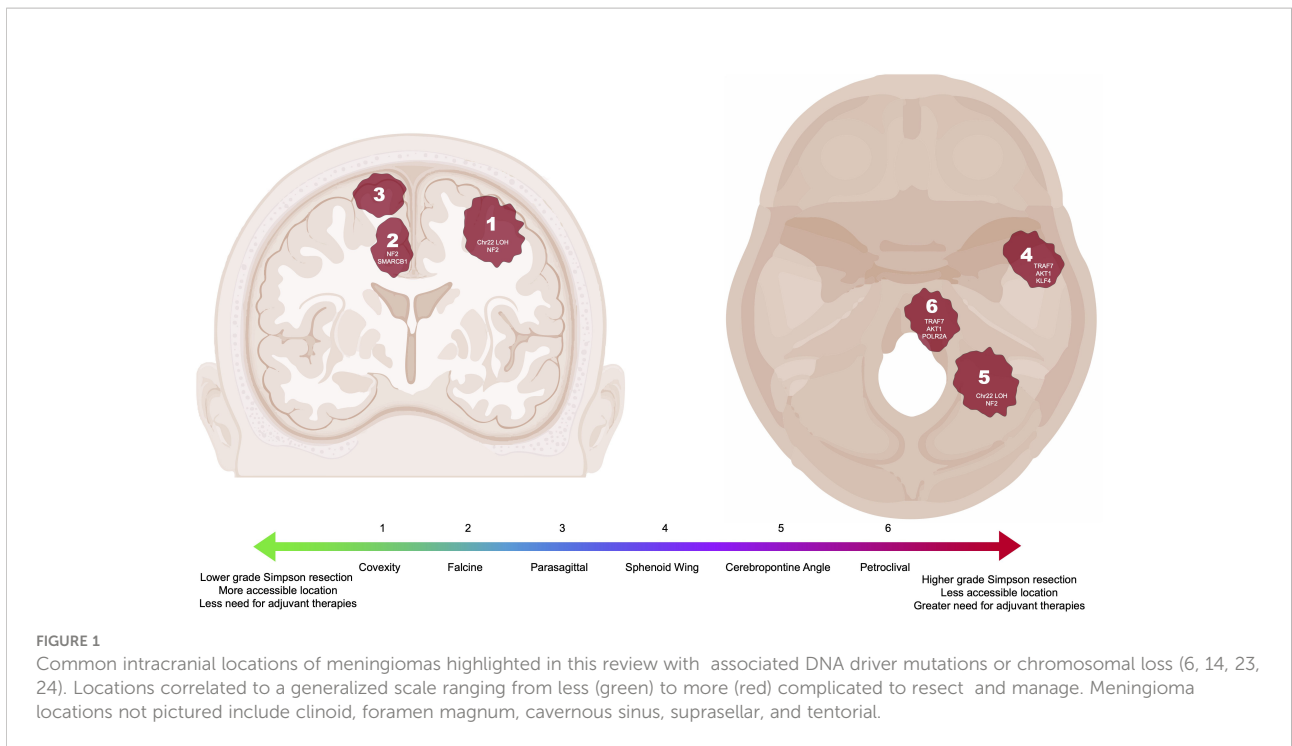 3
1
Chr22 LOH
NF2
2
NF2
SMARCB1
4
TRAF7
AKT1
KLF4
6
TRAF7
AKT1
POLR2A
5
Chr22 LOH
NF2
1 2 3 4 5 6
Covexity Falcine Parasagittal Sphenoid Wing Cerebropontine Angle Petroclival
Lower grade Simpson resection
More accessible location
Less need for adjuvant therapies
Higher grade Simpson resection
Less accessible location
Greater need for adjuvant therapies
FIGURE 1
Common intracranial locations of meningiomas highlighted in this review with associated DNA driver mutations or chromosomal loss (6, 14, 23,
24). Locations correlated to a generalized scale ranging from less (green) to more (red) complicated to resect and manage. Meningioma
locations not pictured include clinoid, foramen magnum, cavernous sinus, suprasellar, and tentorial.